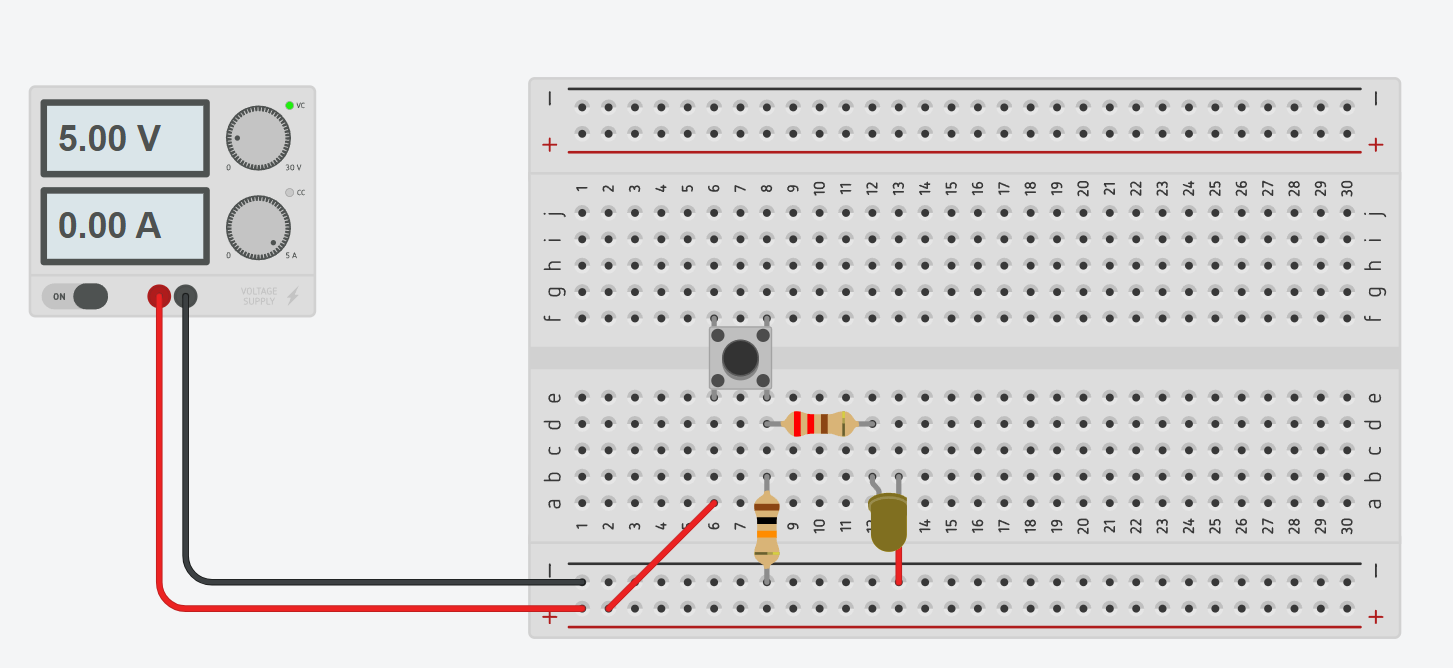 5.00 V
VC
0
30 V
0.00 A
CC
0
5 A
ON
VOLTAGE
SUPPLY
− −
+ +
1 2 3 4 5 6 7 8 9 10 11 12 13 14 15 16 17 18 19 20 21 22 23 24 25 26 27 28 29 30
j j
i i
h h
g g
f f
e e
d d
c c
b b
a a
1 2 3 4 5 6 7 9 10 11 14 15 16 17 18 19 20 21 22 23 24 25 26 27 28 29 30
− −
+ +